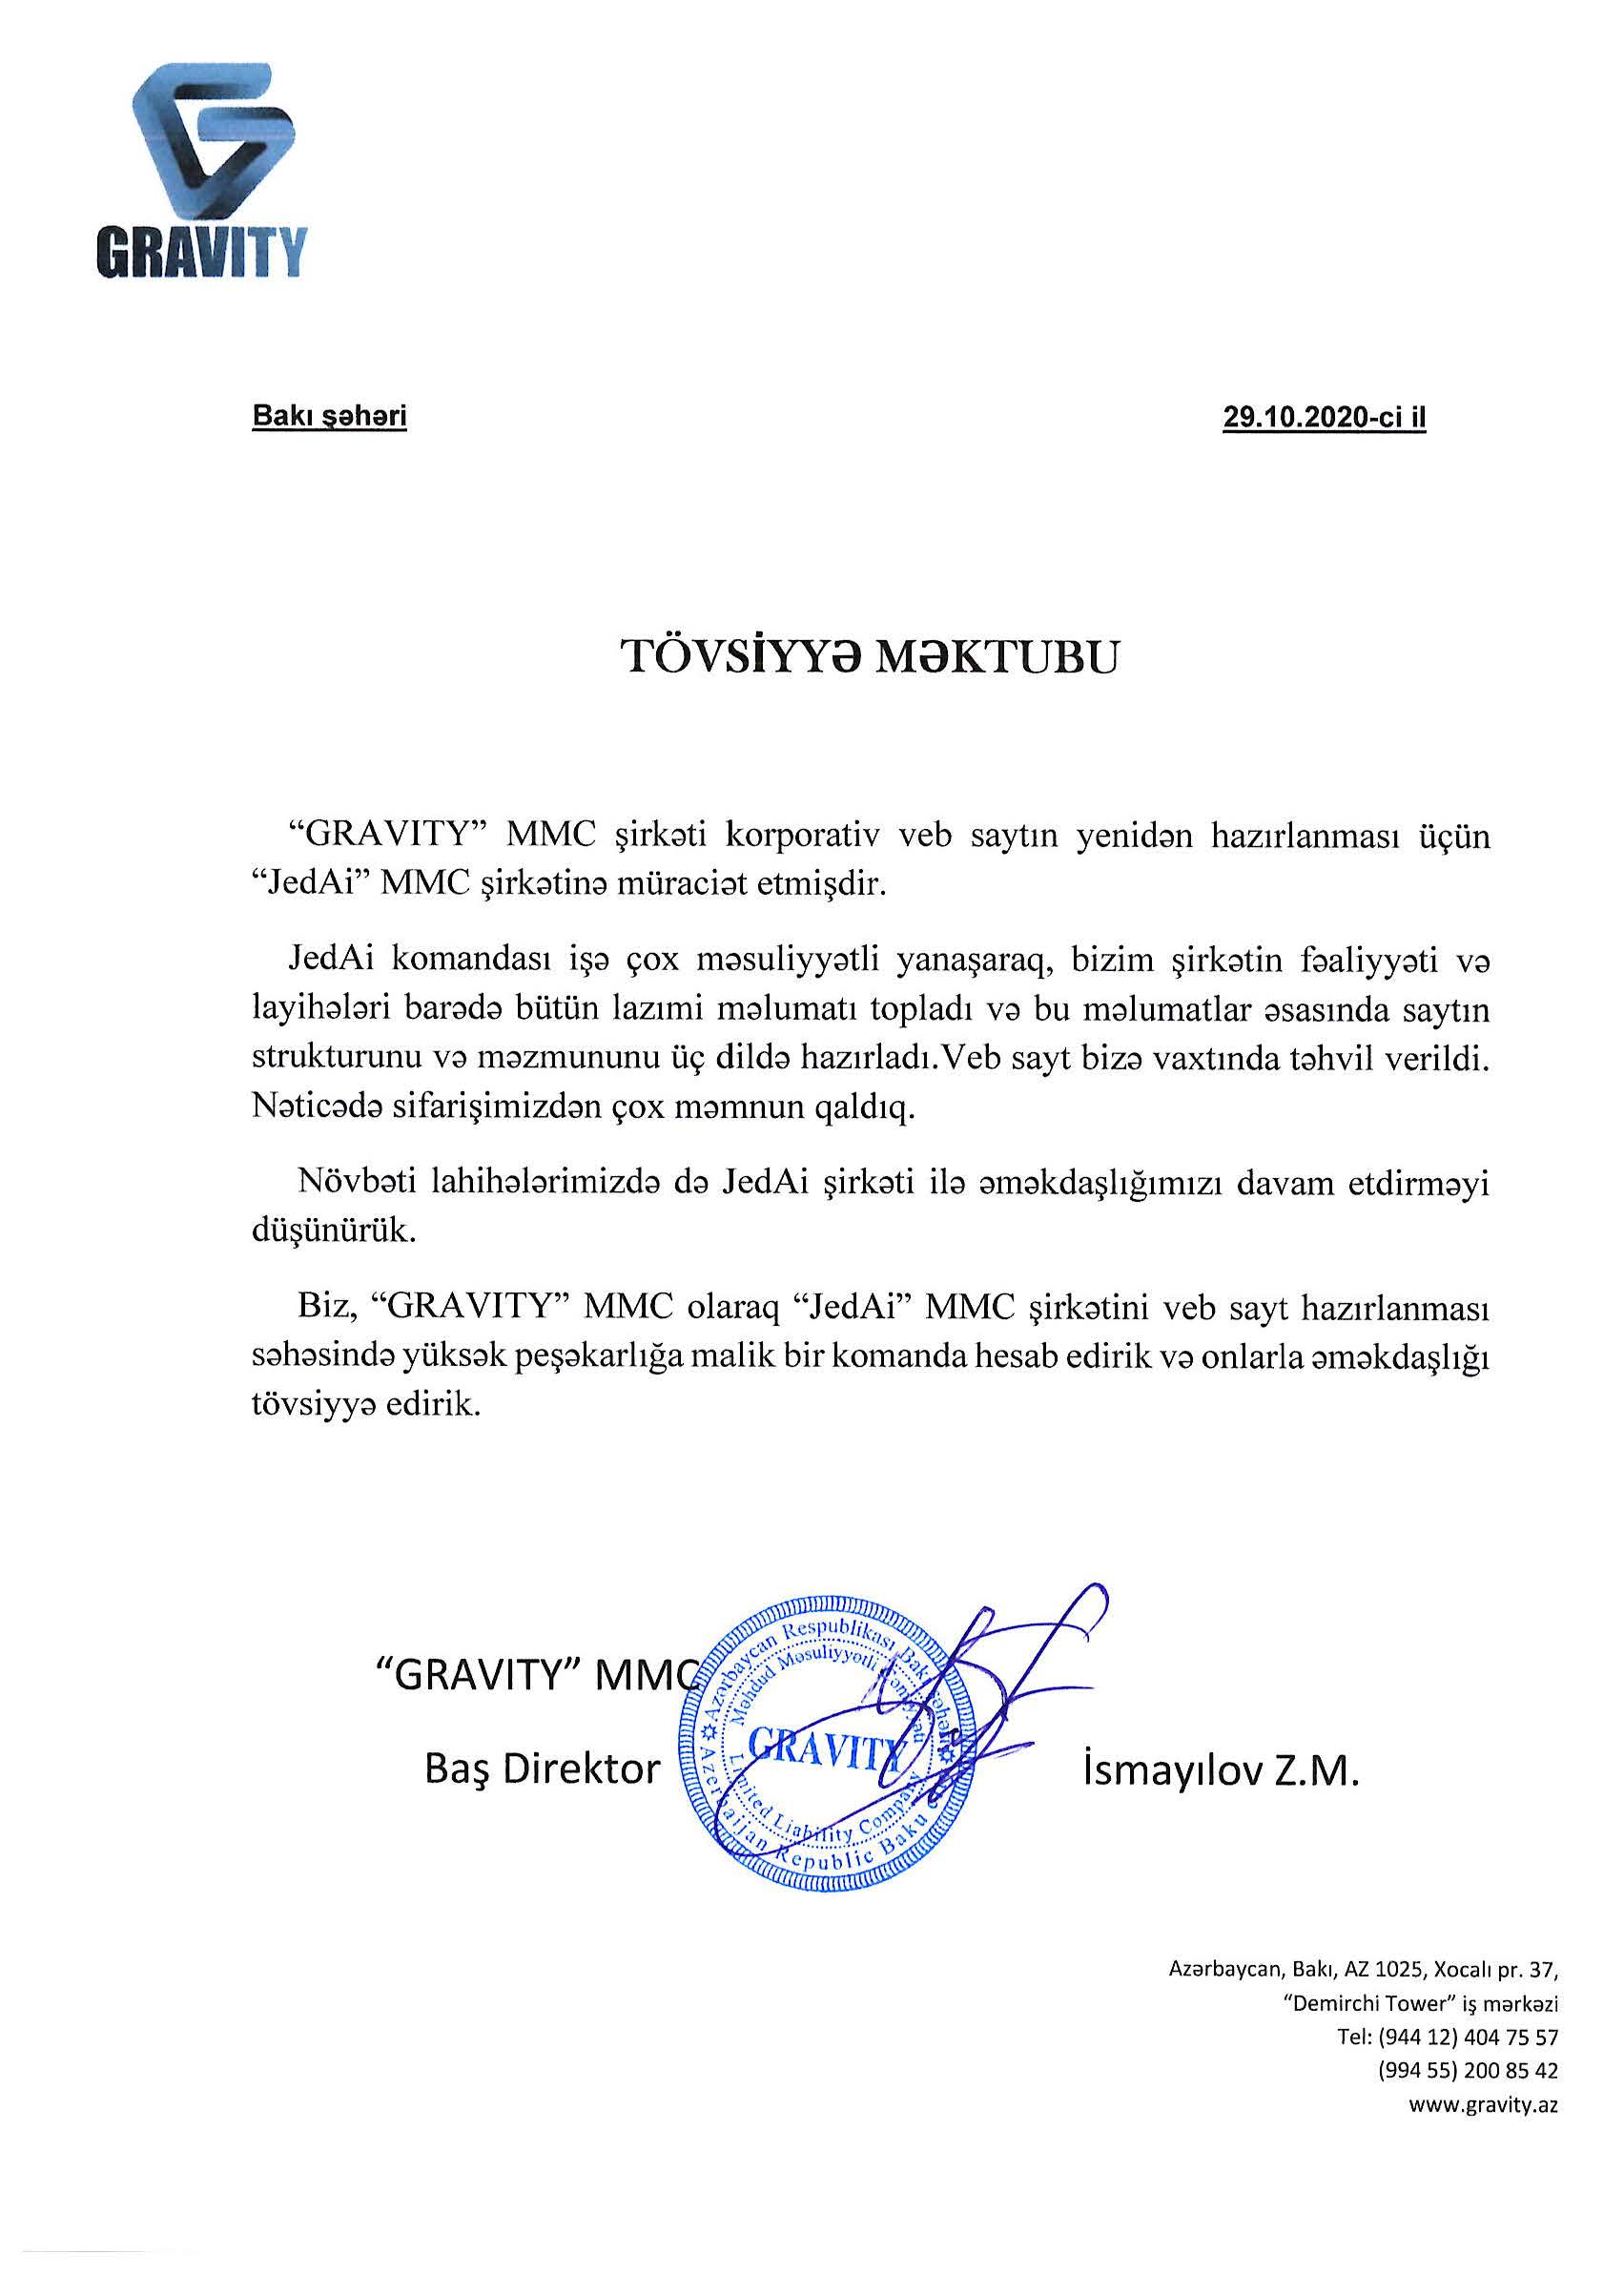 GRAVITY
Bakı şəhəri 29.10.2020-ci il
TÖVSİYYƏ MƏKTUBU
“GRAVITY” MMC şirkəti korporativ veb saytın yenidən hazırlanması üçün
“JedAi” MMC şirkətinə müraciət etmişdir.
JedAi komandası işə çox məsuliyyətli yanaşaraq, bizim şirkətin fəaliyyəti və
layihələri barədə bütün lazımi məlumatı topladı və bu məlumatlar əsasında saytın
strukturunu və məzmununu üç dildə hazırladı.Veb sayt bizə vaxtında təhvil verildi.
Nəticədə sifarişimizdən çox məmnun qaldıq.
Növbəti lahihələrimizdə də JedAi şirkəti ilə əməkdaşlığımızı davam etdirməyi
düşünürük.
Biz, “GRAVITY” MMC olaraq “JedAi” MMC şirkətini veb sayt hazırlanması
səhəsində yüksək peşəkarlığa malik bir komanda hesab edirik və onlarla əməkdaşlığı
tövsiyyə edirik.
“GRAVITY” MMC
Baş Direktor İsmayılov Z.M.
Azərbaycan Respublikası Bakı
Məhdud Məsuliyyətli
GRAVITY
Limited Liability Company
Azerbaijan Republic Baku
Azərbaycan, Bakı, AZ 1025, Xocalı pr. 37,
“Demirchi Tower” iş mərkəzi
Tel: (944 12) 404 75 57
(994 55) 200 85 42
www.gravity.az